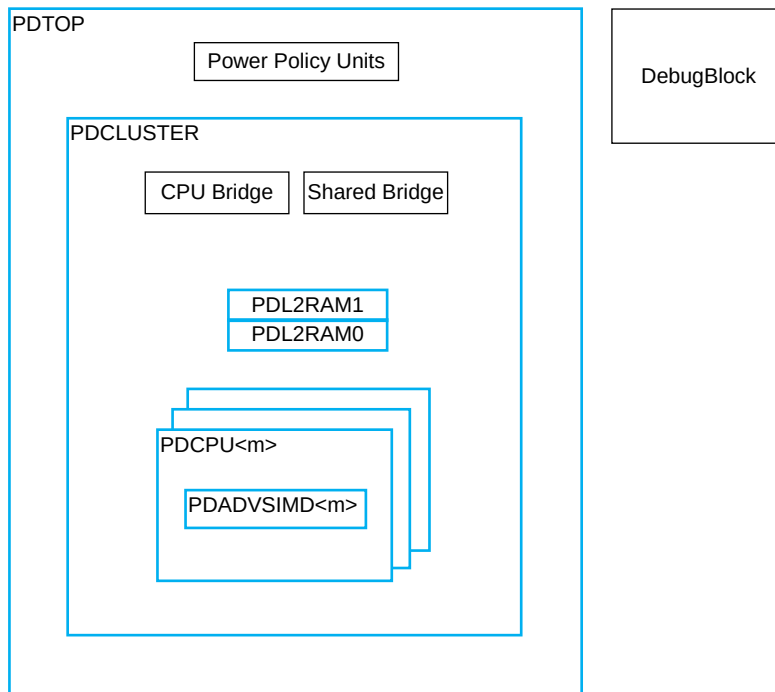 PDTOP
Power Policy Units
DebugBlock
PDCLUSTER
CPU Bridge
Shared Bridge
PDL2RAM1
PDL2RAM0
PDCPU<m>
PDADVSIMD<m>